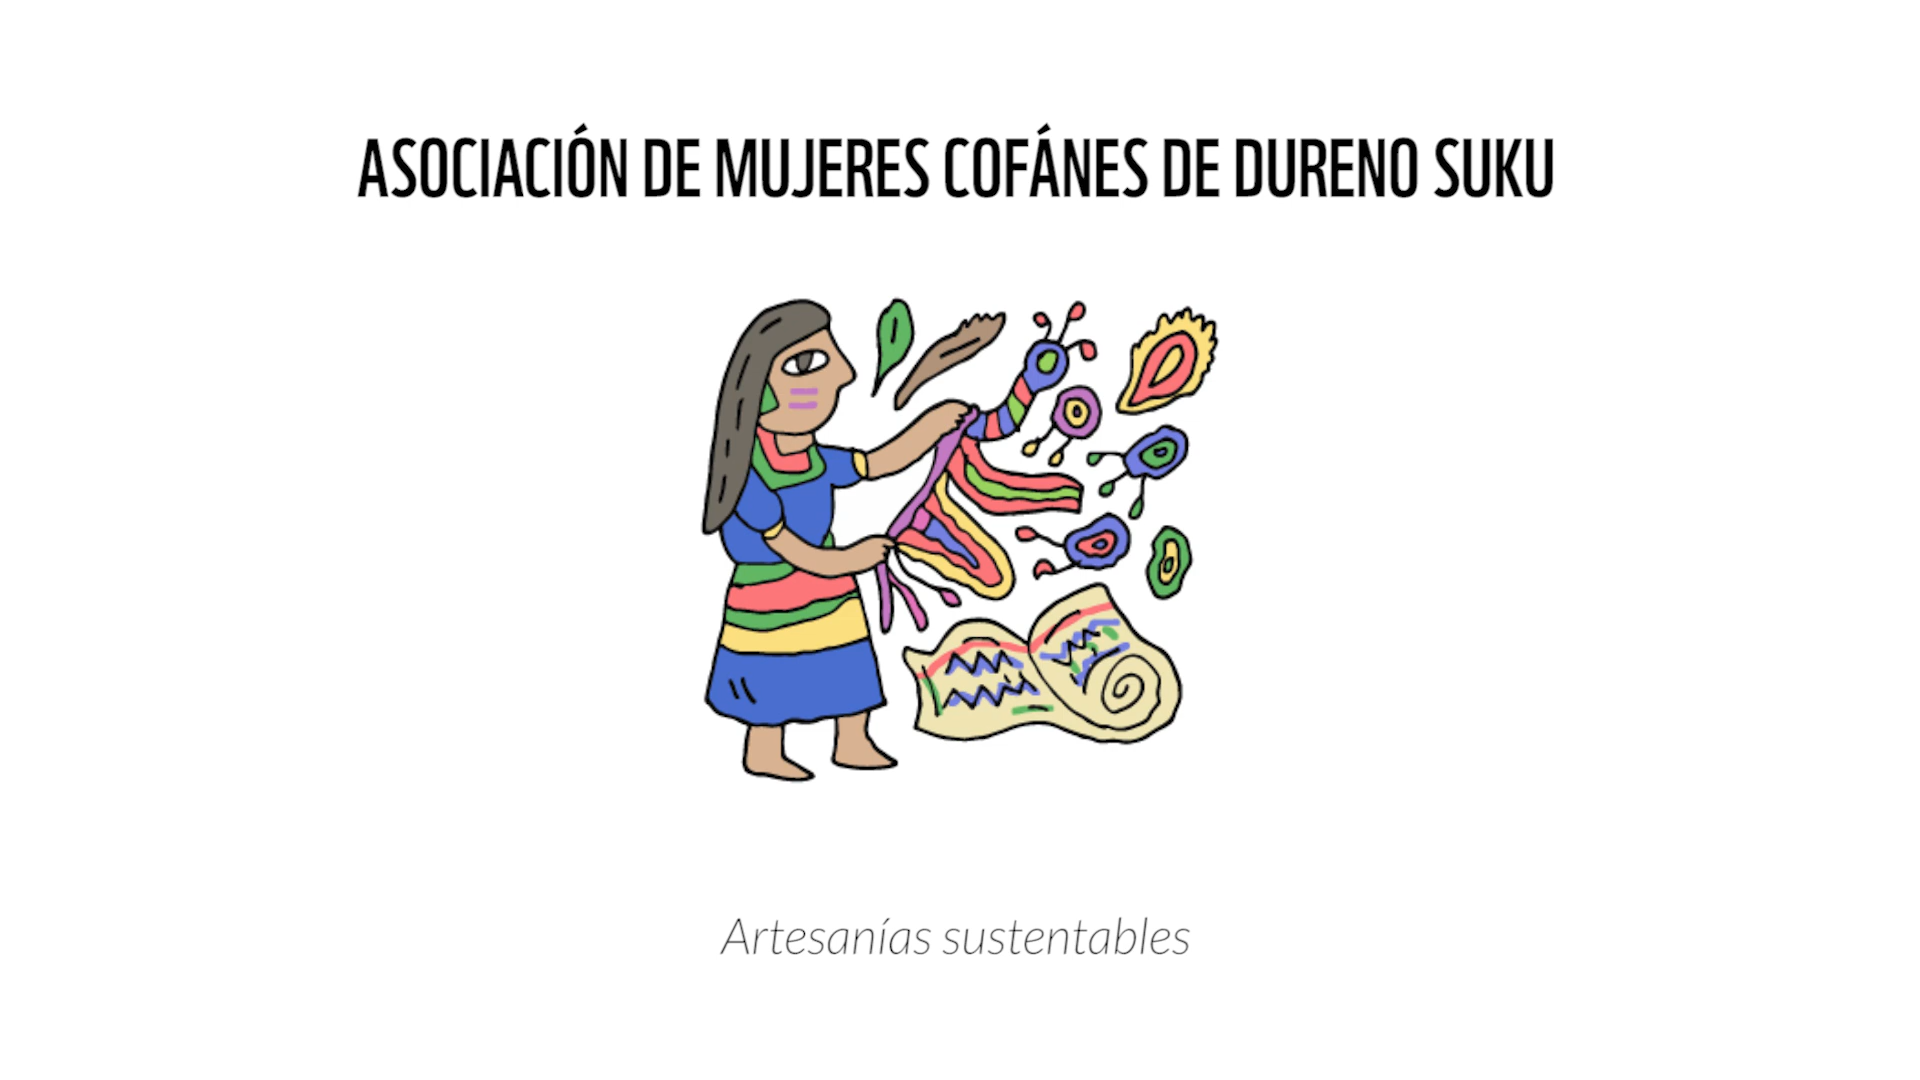 ASOCIACIÓN DE MUJERES COFÁNES DE DURENO SUKU
Artesanías sustentables